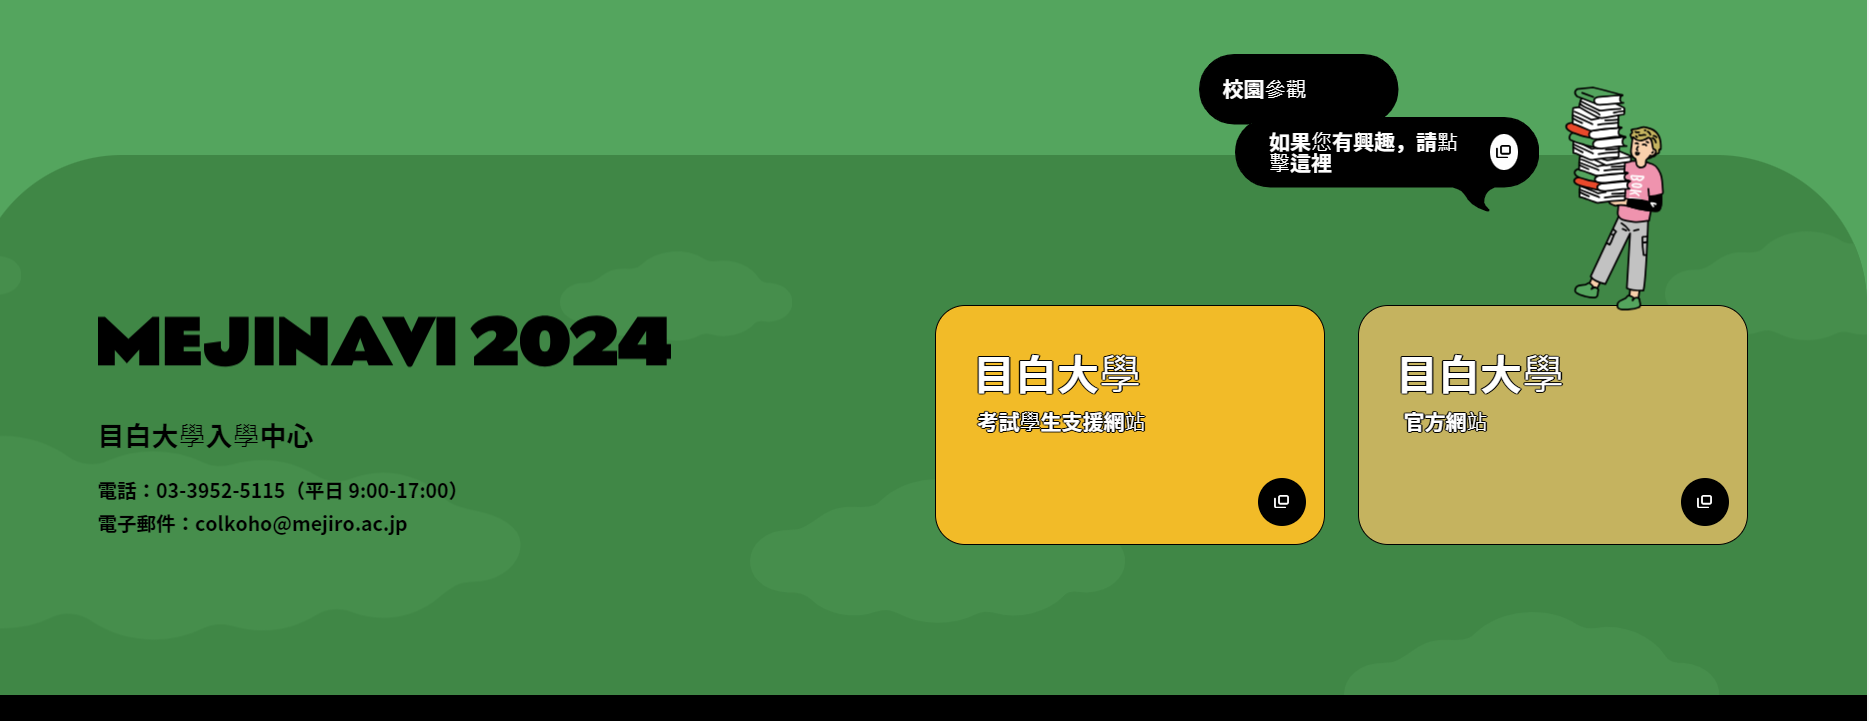 校園參觀
如果您有興趣，請點
擊這裡
BOK
MEJINAVI 2024
目白大學入學中心
電話：03-3952-5115（平日 9:00-17:00）
電子郵件：colkoho@mejiro.ac.jp
目白大學
考試學生支援網站
目白大學
官方網站